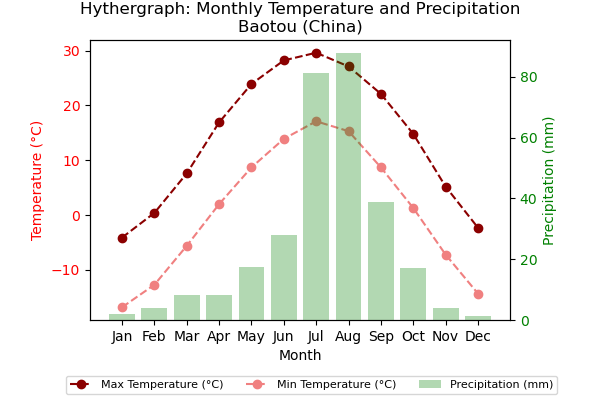 Hythergraph: Monthly Temperature and Precipitation
Baotou (China)
30
20
10
0
−10
Temperature (°C)
80
60
40
20
0
Precipitation (mm)
Jan Feb Mar Apr May Jun Jul Aug Sep Oct Nov Dec
Month
Max Temperature (°C) Min Temperature (°C) Precipitation (mm)